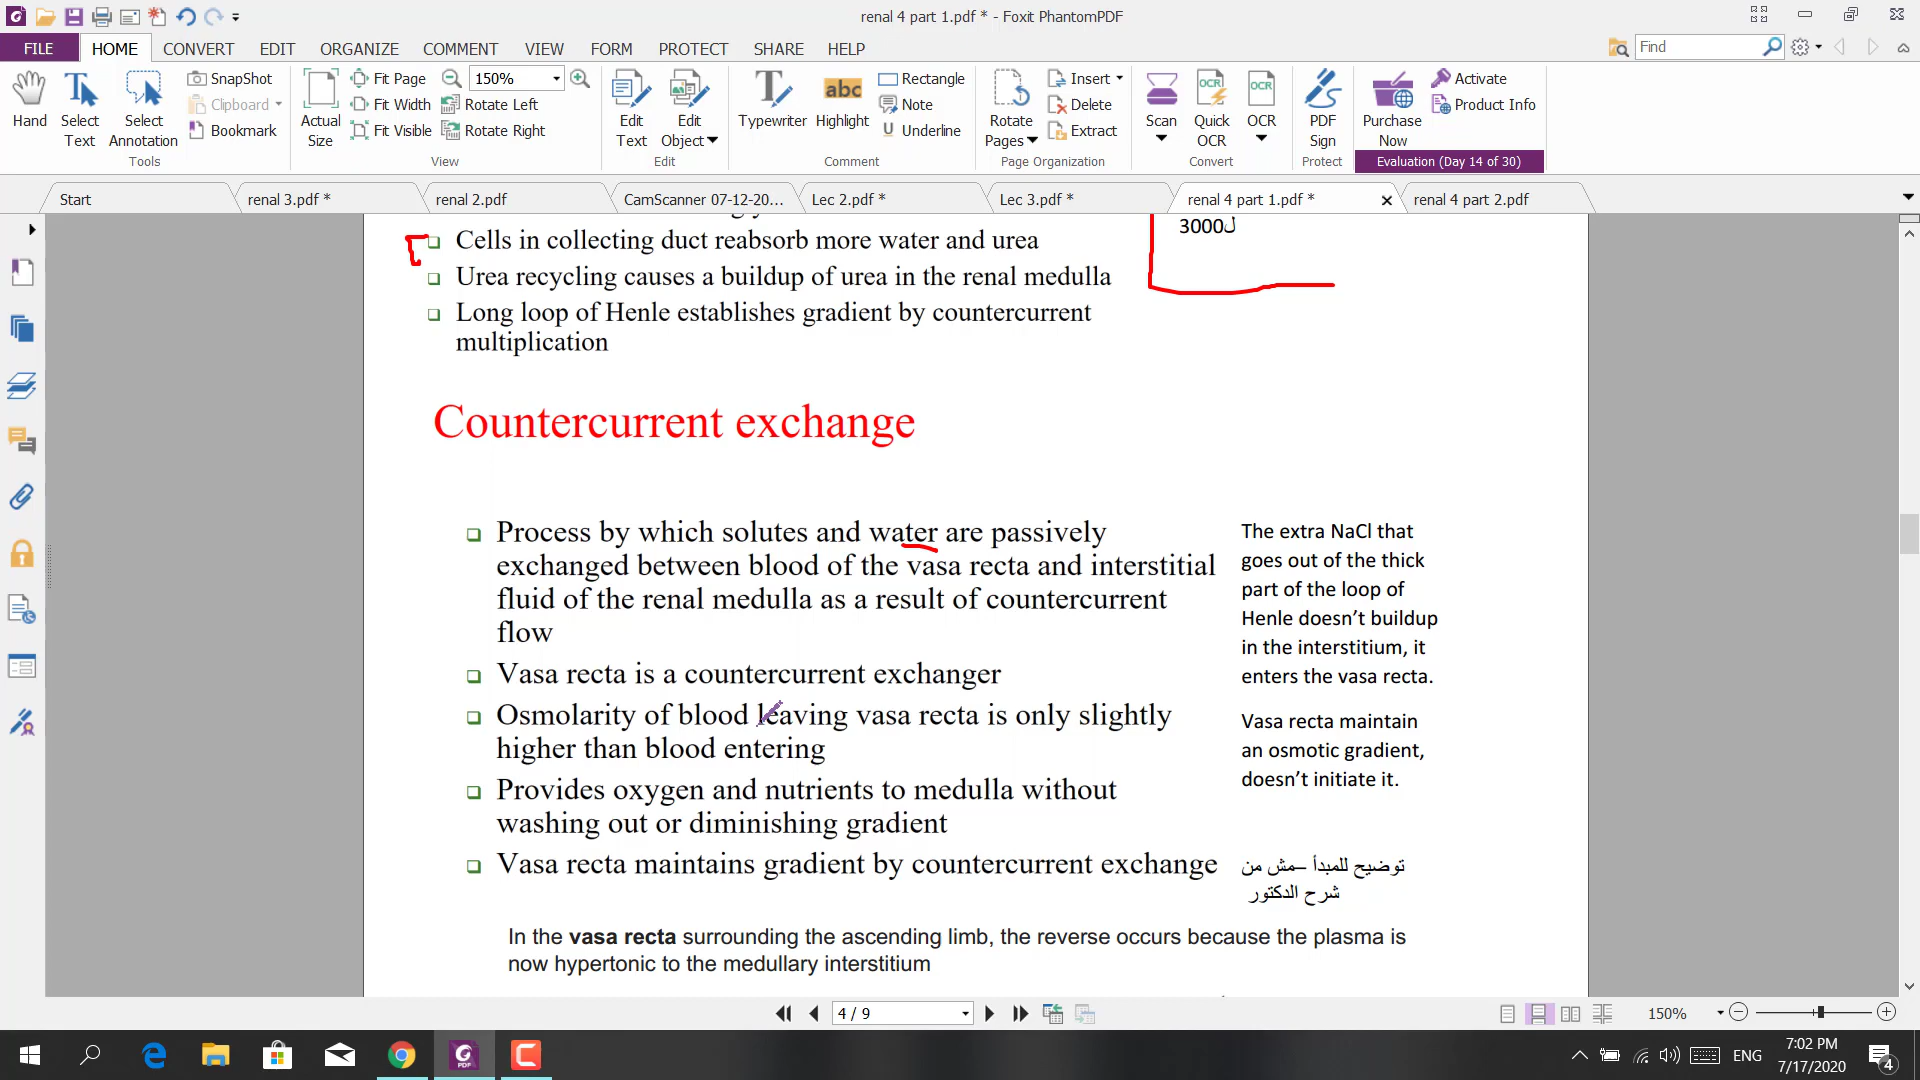 renal 4 part 1.pdf * - Foxit PhantomPDF
FILE HOME CONVERT EDIT ORGANIZE COMMENT VIEW FORM PROTECT SHARE HELP Find
SnapShot Fit Page 150% Rectangle Insert Activate
Clipboard Fit Width Rotate Left Note Delete Product Info
Bookmark Fit Visible Rotate Right Underline Extract
Hand Select Text Select Annotation Actual Size Edit Text Edit Object Typewriter Highlight Rotate Pages Scan Quick OCR OCR PDF Sign Purchase Now
Tools View Edit Comment Page Organization Convert Protect Evaluation (Day 14 of 30)
Start renal 3.pdf * renal 2.pdf CamScanner 07-12-20... Lec 2.pdf * Lec 3.pdf * renal 4 part 1.pdf * renal 4 part 2.pdf
ل3000
Cells in collecting duct reabsorb more water and urea
Urea recycling causes a buildup of urea in the renal medulla
Long loop of Henle establishes gradient by countercurrent
multiplication
Countercurrent exchange
Process by which solutes and water are passively
exchanged between blood of the vasa recta and interstitial
fluid of the renal medulla as a result of countercurrent
flow
Vasa recta is a countercurrent exchanger
Osmolarity of blood leaving vasa recta is only slightly
higher than blood entering
Provides oxygen and nutrients to medulla without
washing out or diminishing gradient
Vasa recta maintains gradient by countercurrent exchange
The extra NaCl that
goes out of the thick
part of the loop of
Henle doesn't buildup
in the interstitium, it
enters the vasa recta.
Vasa recta maintain
an osmotic gradient,
doesn't initiate it.
توضيح للمبدأ –مش من
شرح الدكتور
In the vasa recta surrounding the ascending limb, the reverse occurs because the plasma is
now hypertonic to the medullary interstitium
4 / 9 150%
ENG 7:02 PM
7/17/2020 4